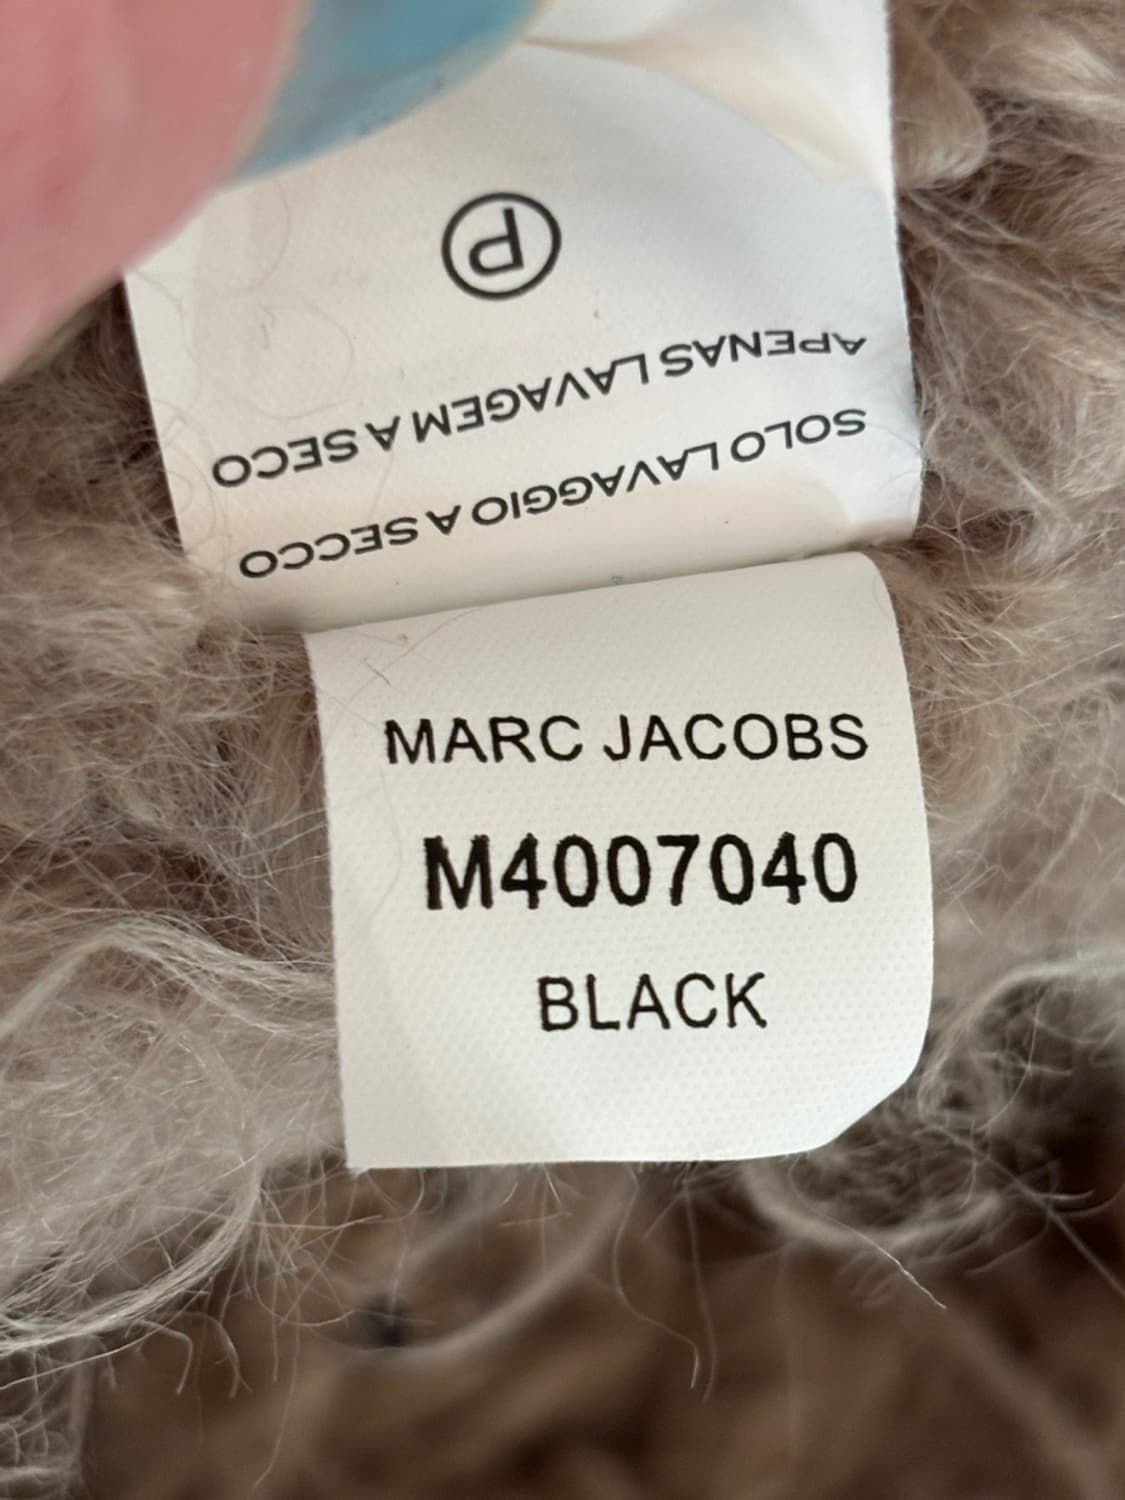 SOLO LAVAGGIO A SECCO
APENAS LAVAGEM A SECO
P
MARC JACOBS
M4007040
BLACK